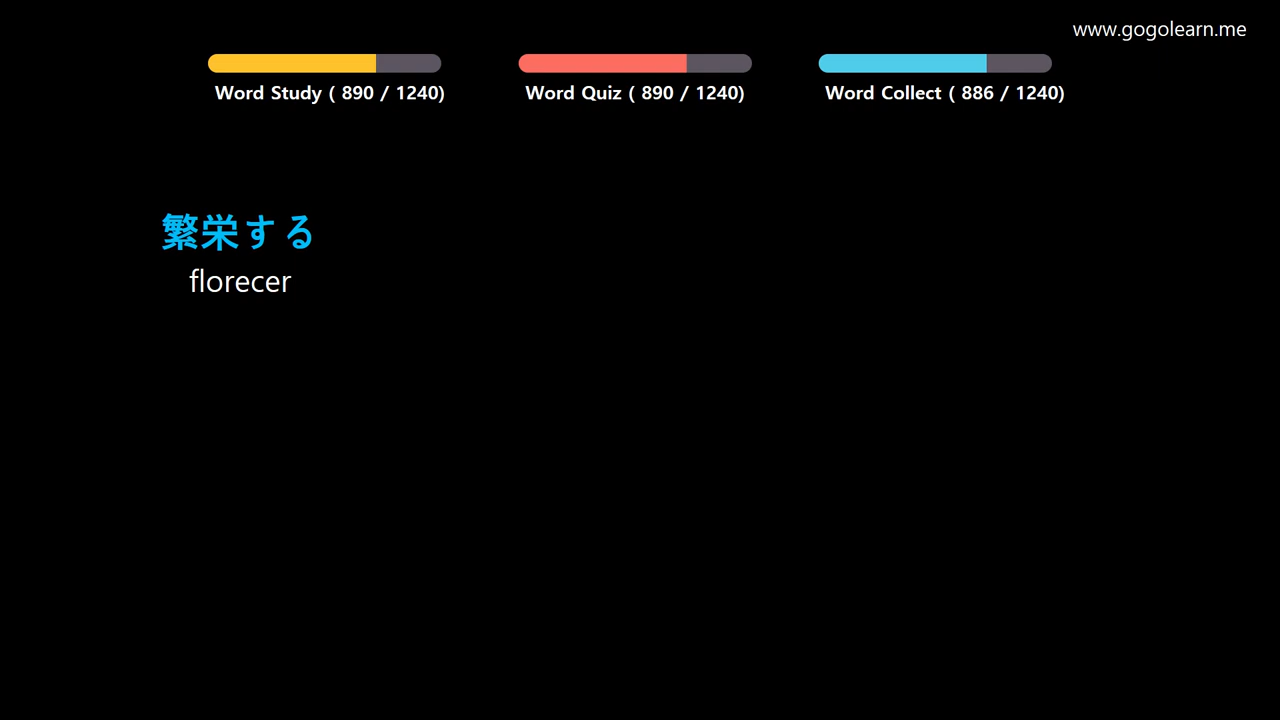 www.gogolearn.me
Word Study ( 890 / 1240)
Word Quiz ( 890 / 1240)
Word Collect ( 886 / 1240)
繁栄する
florecer